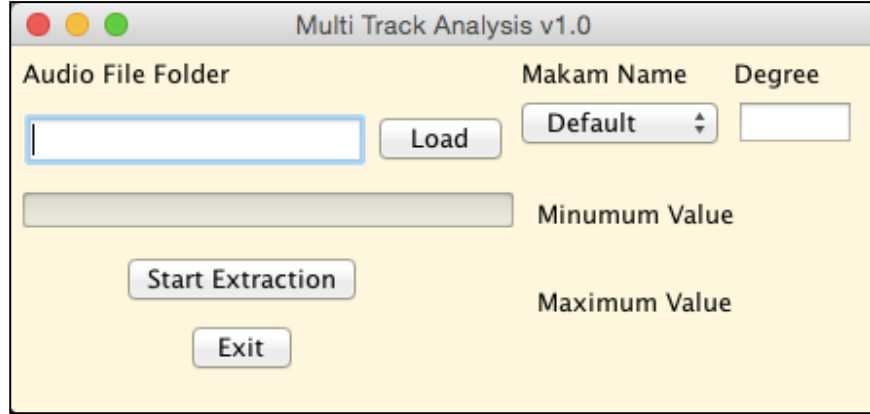 Multi Track Analysis v1.0
Audio File Folder
Makam Name
Degree
Load
Default
Minumum Value
Start Extraction
Maximum Value
Exit